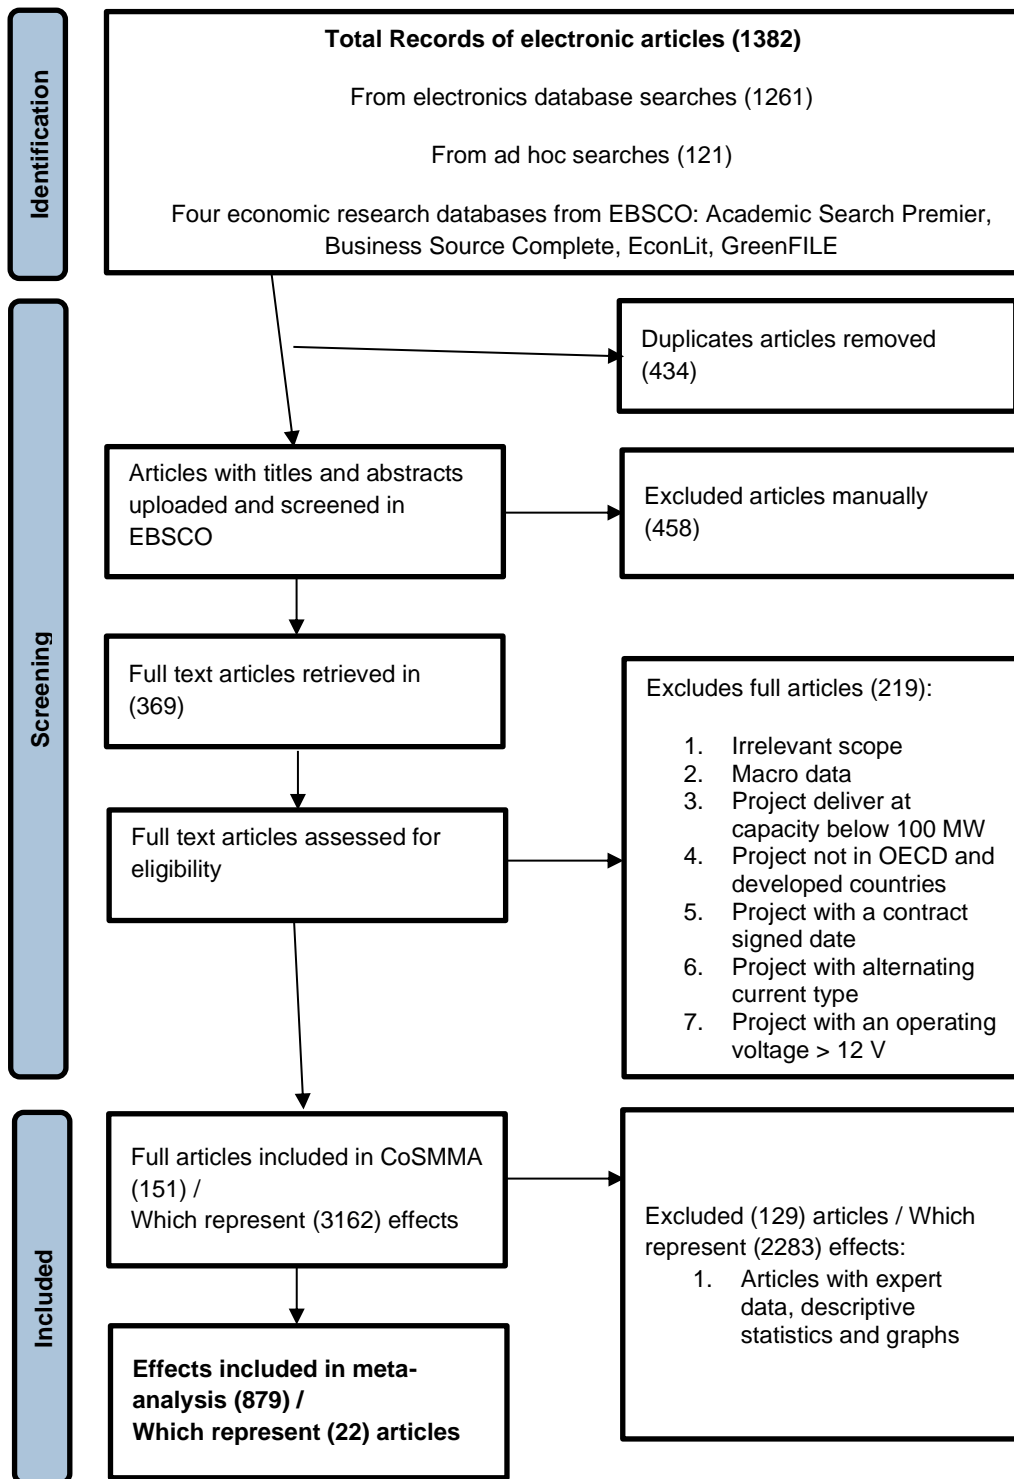 Identification
Total Records of electronic articles (1382)
From electronics database searches (1261)
From ad hoc searches (121)
Four economic research databases from EBSCO: Academic Search Premier,
Business Source Complete, EconLit, GreenFILE
Screening
Duplicates articles removed
(434)
Articles with titles and abstracts
uploaded and screened in
EBSCO
Excluded articles manually
(458)
Full text articles retrieved in
(369)
Full text articles assessed for
eligibility
Excludes full articles (219):
1. Irrelevant scope
2. Macro data
3. Project deliver at
capacity below 100 MW
4. Project not in OECD and
developed countries
5. Project with a contract
signed date
6. Project with alternating
current type
7. Project with an operating
voltage > 12 V
Included
Full articles included in CoSMMA
(151) /
Which represent (3162) effects
Excluded (129) articles / Which
represent (2283) effects:
1. Articles with expert
data, descriptive
statistics and graphs
Effects included in meta-
analysis (879) /
Which represent (22) articles